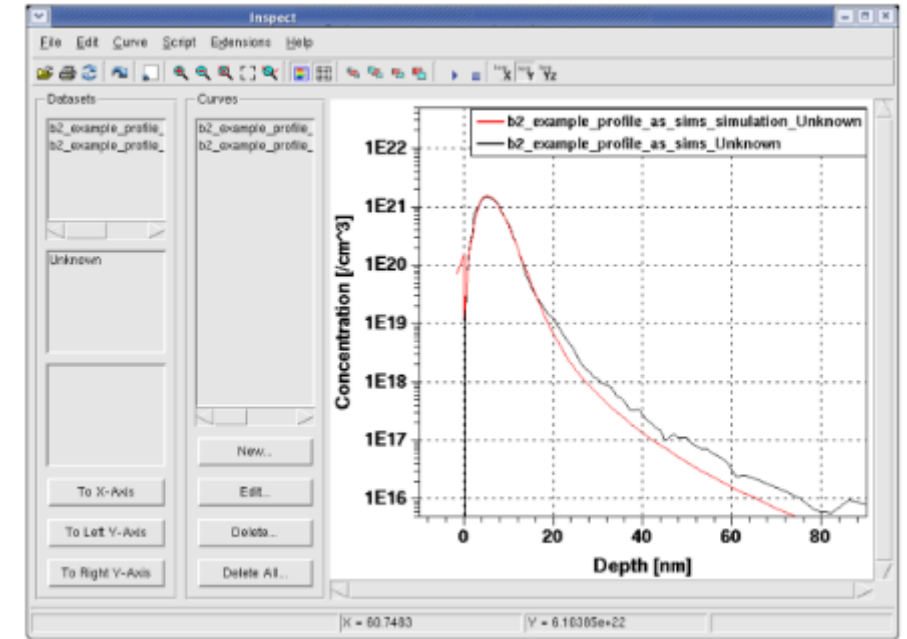 Inspect
File Edit Curve Script Extensions Help
Datasets
b2_example_profile_
b2_example_profile_
Unknown
To X-Axis
To Left Y-Axis
To Right Y-Axis
Curves
b2_example_profile_
b2_example_profile_
New...
Edit...
Delete...
Delete All...
b2_example_profile_as_sims_simulation_Unknown
b2_example_profile_as_sims_Unknown
Concentration [/cm^3]
1E22
1E21
1E20
1E19
1E18
1E17
1E16
0 20 40 60 80
Depth [nm]
X = 60.7483 Y = 6.10385e+22